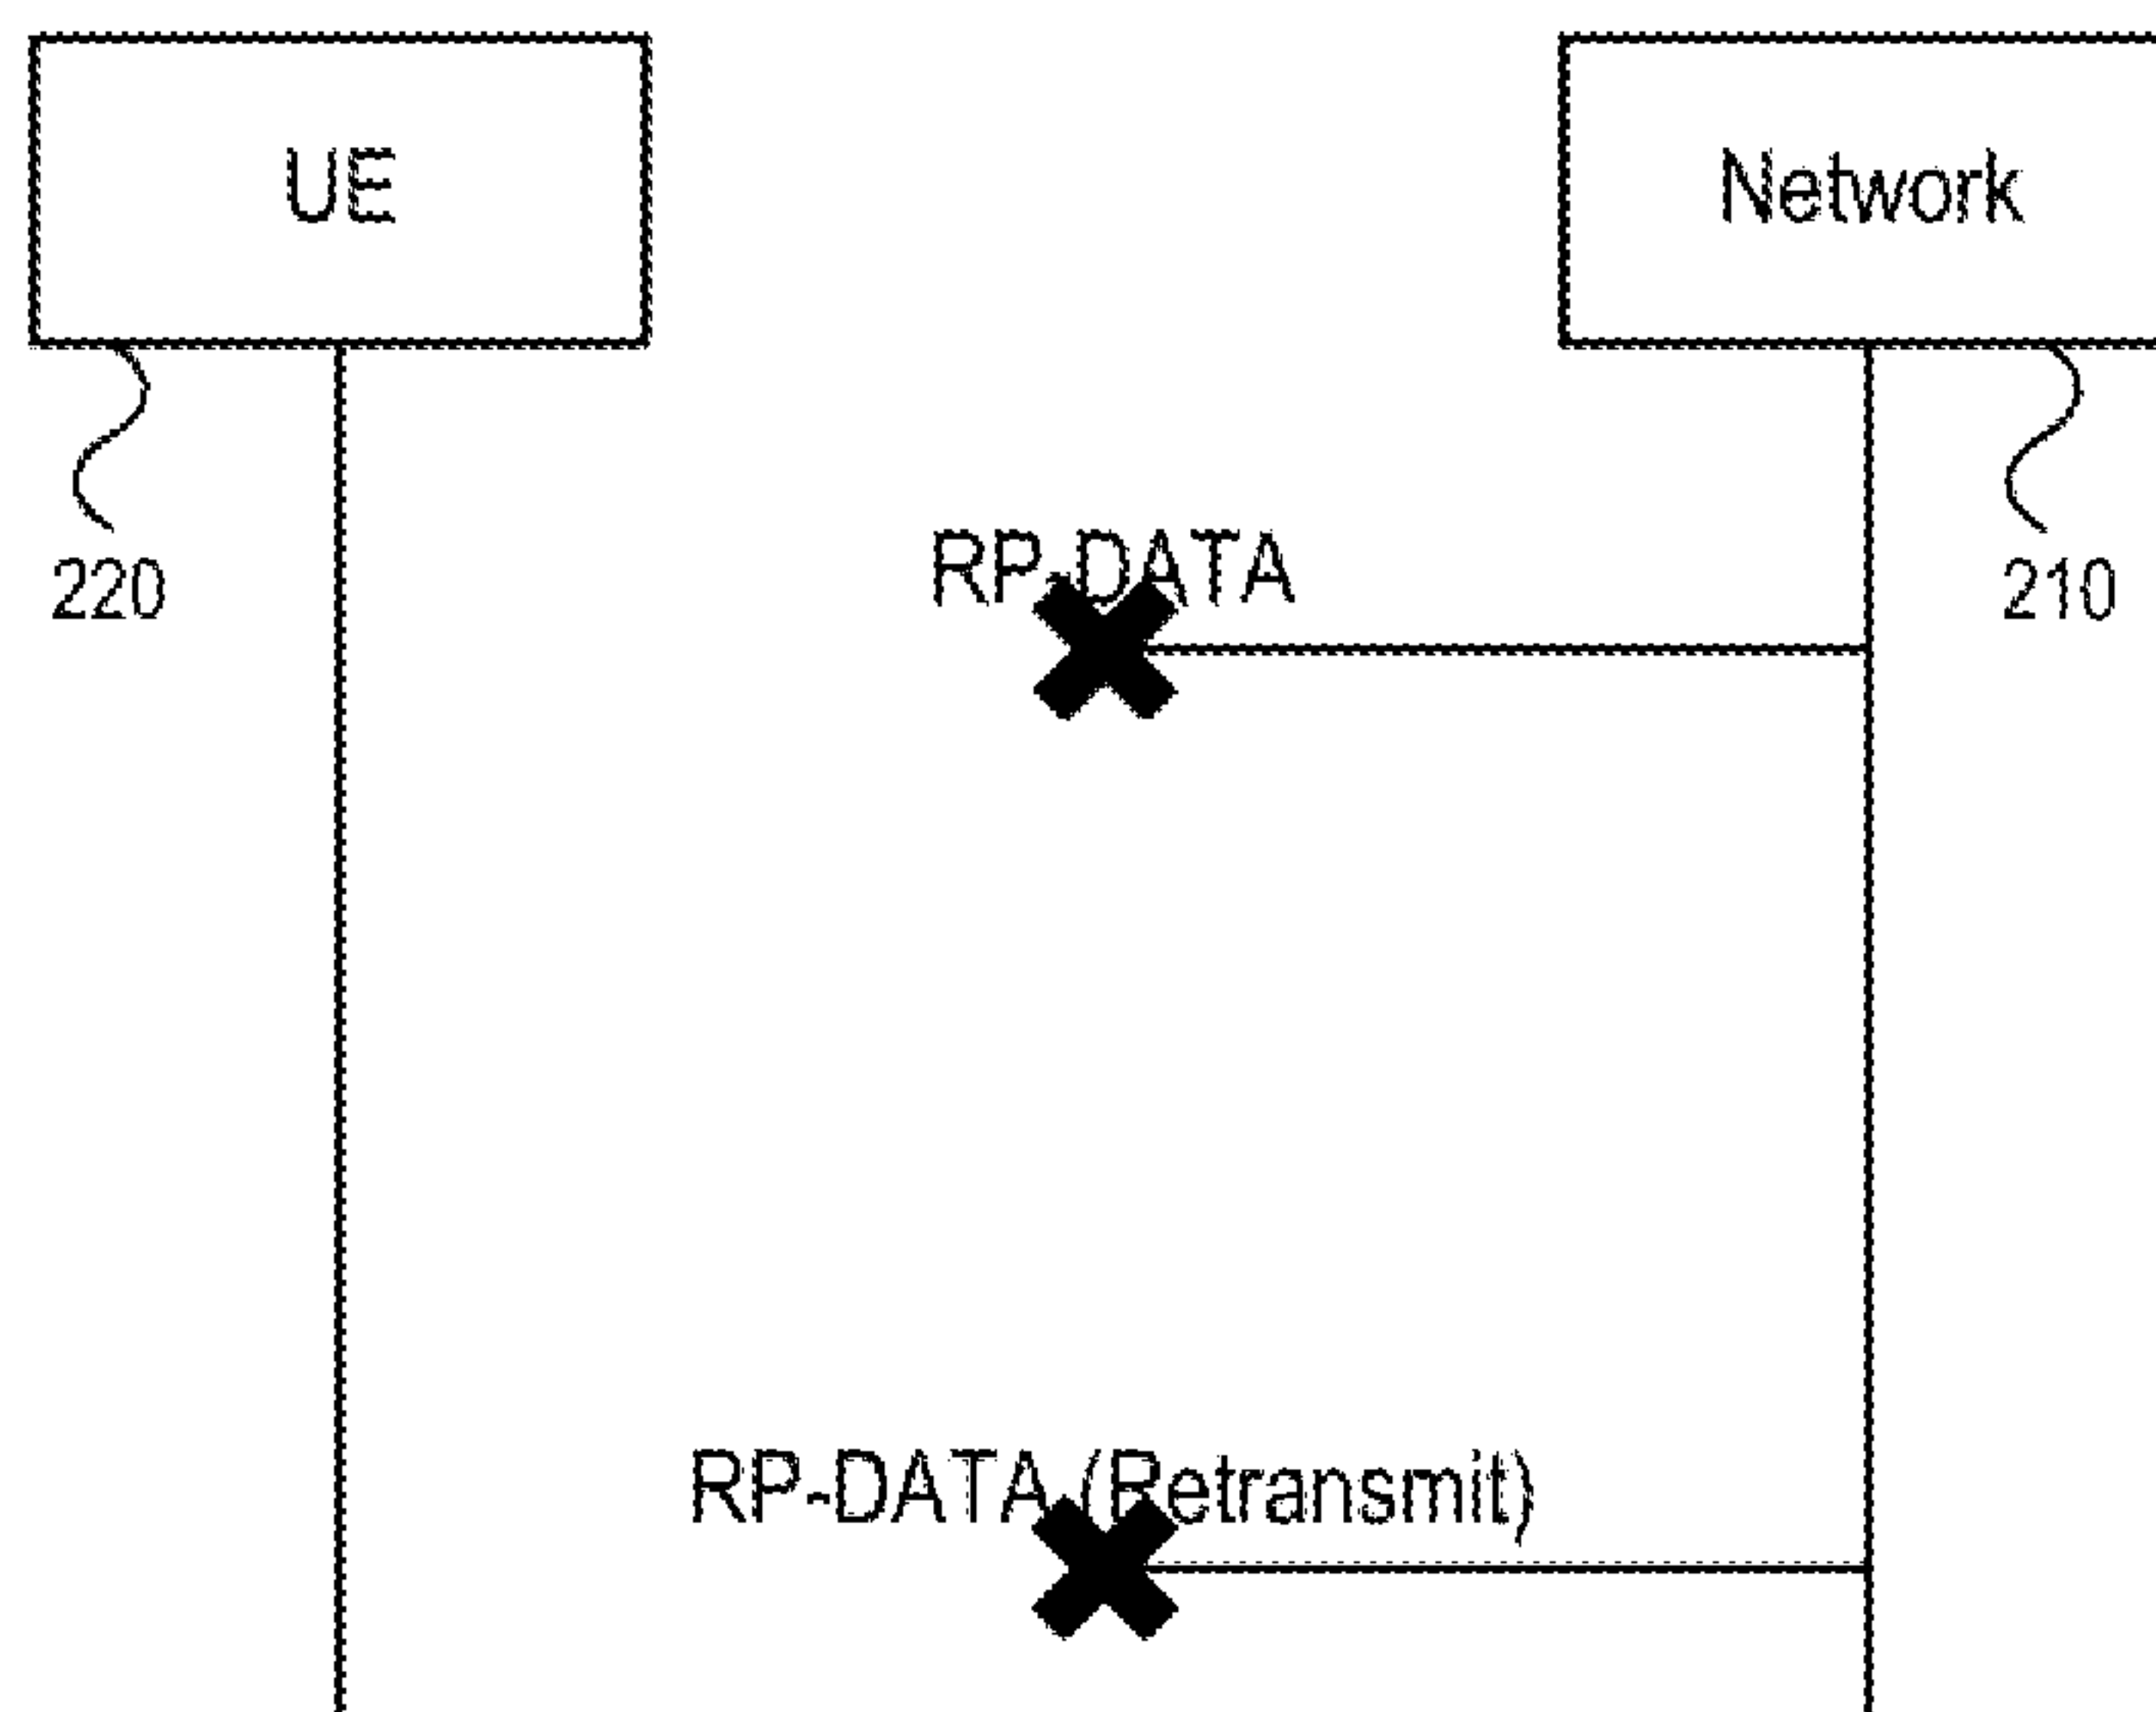 UE
Network
220
RP-DATA
210
RP-DATA (Retransmit)